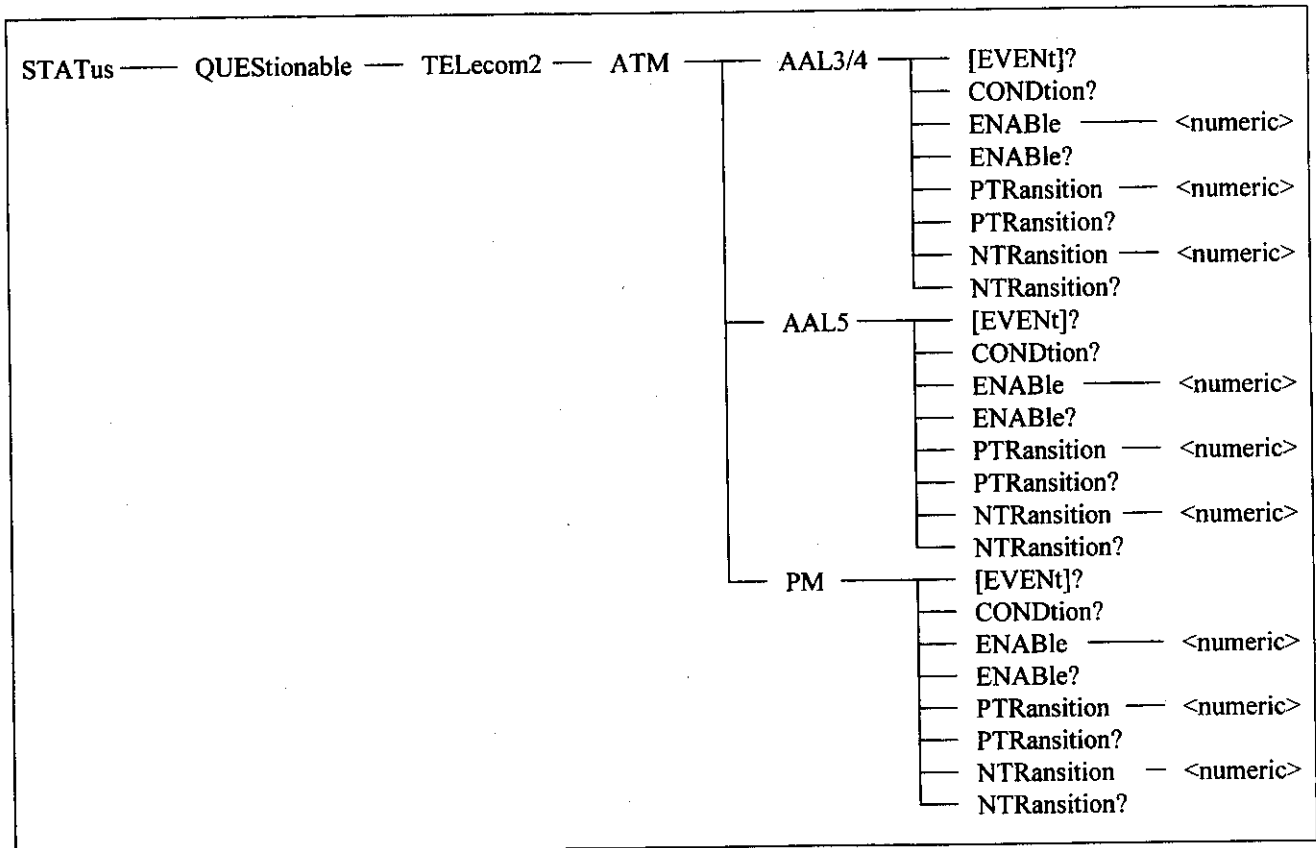 STATus QUEStionable TELecom2 ATM AAL3/4 [EVENt]?
CONDtion?
ENABle <numeric>
ENABle?
PTRansition <numeric>
PTRansition?
NTRansition <numeric>
NTRansition?
AAL5 [EVENt]?
CONDtion?
ENABle <numeric>
ENABle?
PTRansition <numeric>
PTRansition?
NTRansition <numeric>
NTRansition?
PM [EVENt]?
CONDtion?
ENABle <numeric>
ENABle?
PTRansition <numeric>
PTRansition?
NTRansition <numeric>
NTRansition?